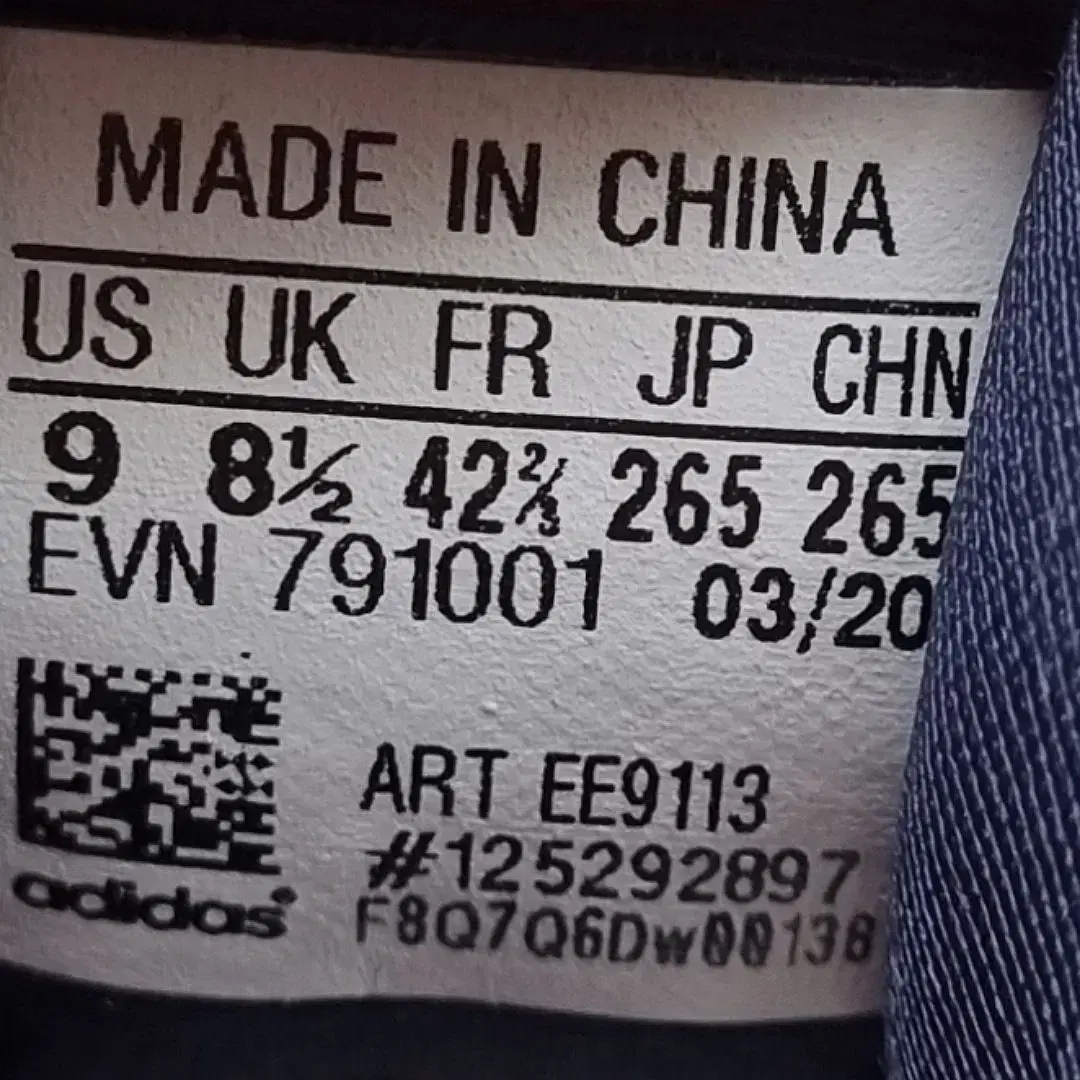 MADE IN CHINA
US UK FR JP CHN
9 8½ 42⅔ 265 265
EVN 791001 03/20
ART EE9113
#125292897
F8Q7Q6DW00138
adidas